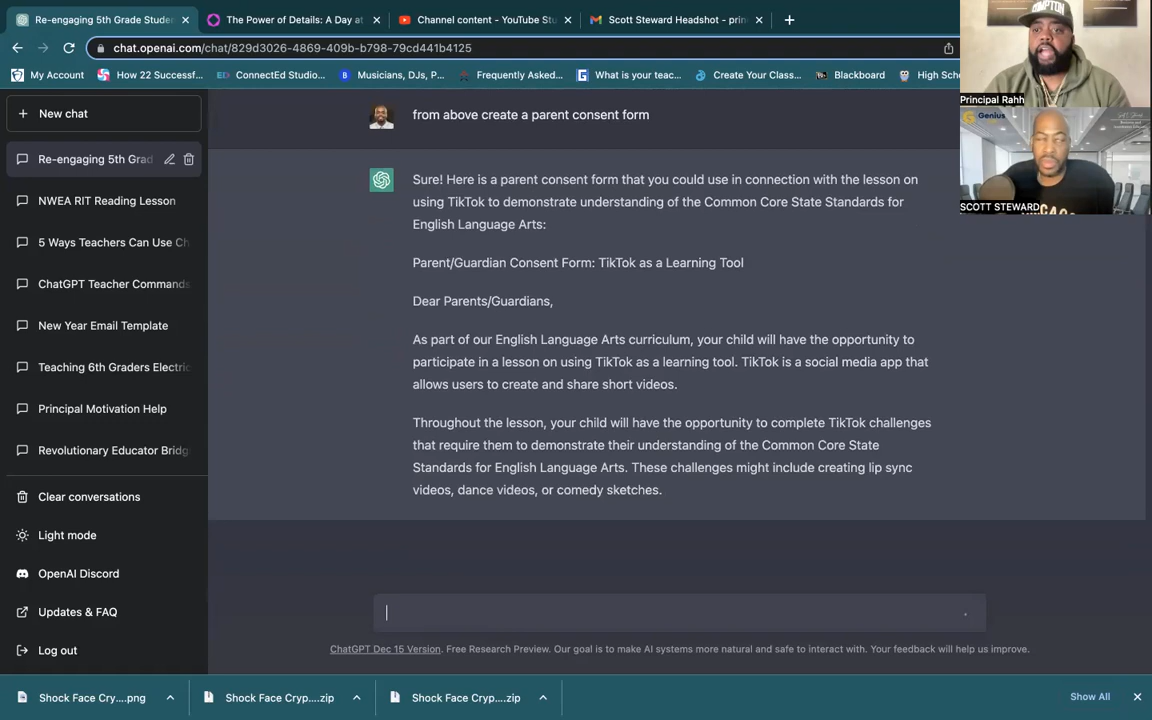 Re-engaging 5th Grade Studen
The Power of Details: A Day at
Channel content - YouTube Stu
Scott Steward Headshot - prin
chat.openai.com/chat/829d3026-4869-409b-b798-79cd441b4125
My Account
How 22 Successf...
ConnectEd Studio...
Musicians, DJs, P...
Frequently Asked...
What is your teac...
Create Your Class...
Blackboard
High Sch
COMPTON
Principal Rahh
Genius
SCOTT STEWARD
New chat
Re-engaging 5th Grad
NWEA RIT Reading Lesson
5 Ways Teachers Can Use Ch
ChatGPT Teacher Commands
New Year Email Template
Teaching 6th Graders Electric
Principal Motivation Help
Revolutionary Educator Bridg
Clear conversations
Light mode
OpenAI Discord
Updates & FAQ
Log out
from above create a parent consent form
Sure! Here is a parent consent form that you could use in connection with the lesson on
using TikTok to demonstrate understanding of the Common Core State Standards for
English Language Arts:
Parent/Guardian Consent Form: TikTok as a Learning Tool
Dear Parents/Guardians,
As part of our English Language Arts curriculum, your child will have the opportunity to
participate in a lesson on using TikTok as a learning tool. TikTok is a social media app that
allows users to create and share short videos.
Throughout the lesson, your child will have the opportunity to complete TikTok challenges
that require them to demonstrate their understanding of the Common Core State
Standards for English Language Arts. These challenges might include creating lip sync
videos, dance videos, or comedy sketches.
ChatGPT Dec 15 Version. Free Research Preview. Our goal is to make AI systems more natural and safe to interact with. Your feedback will help us improve.
Shock Face Cryp....png
Shock Face Cryp....zip
Shock Face Cryp....zip
Show All